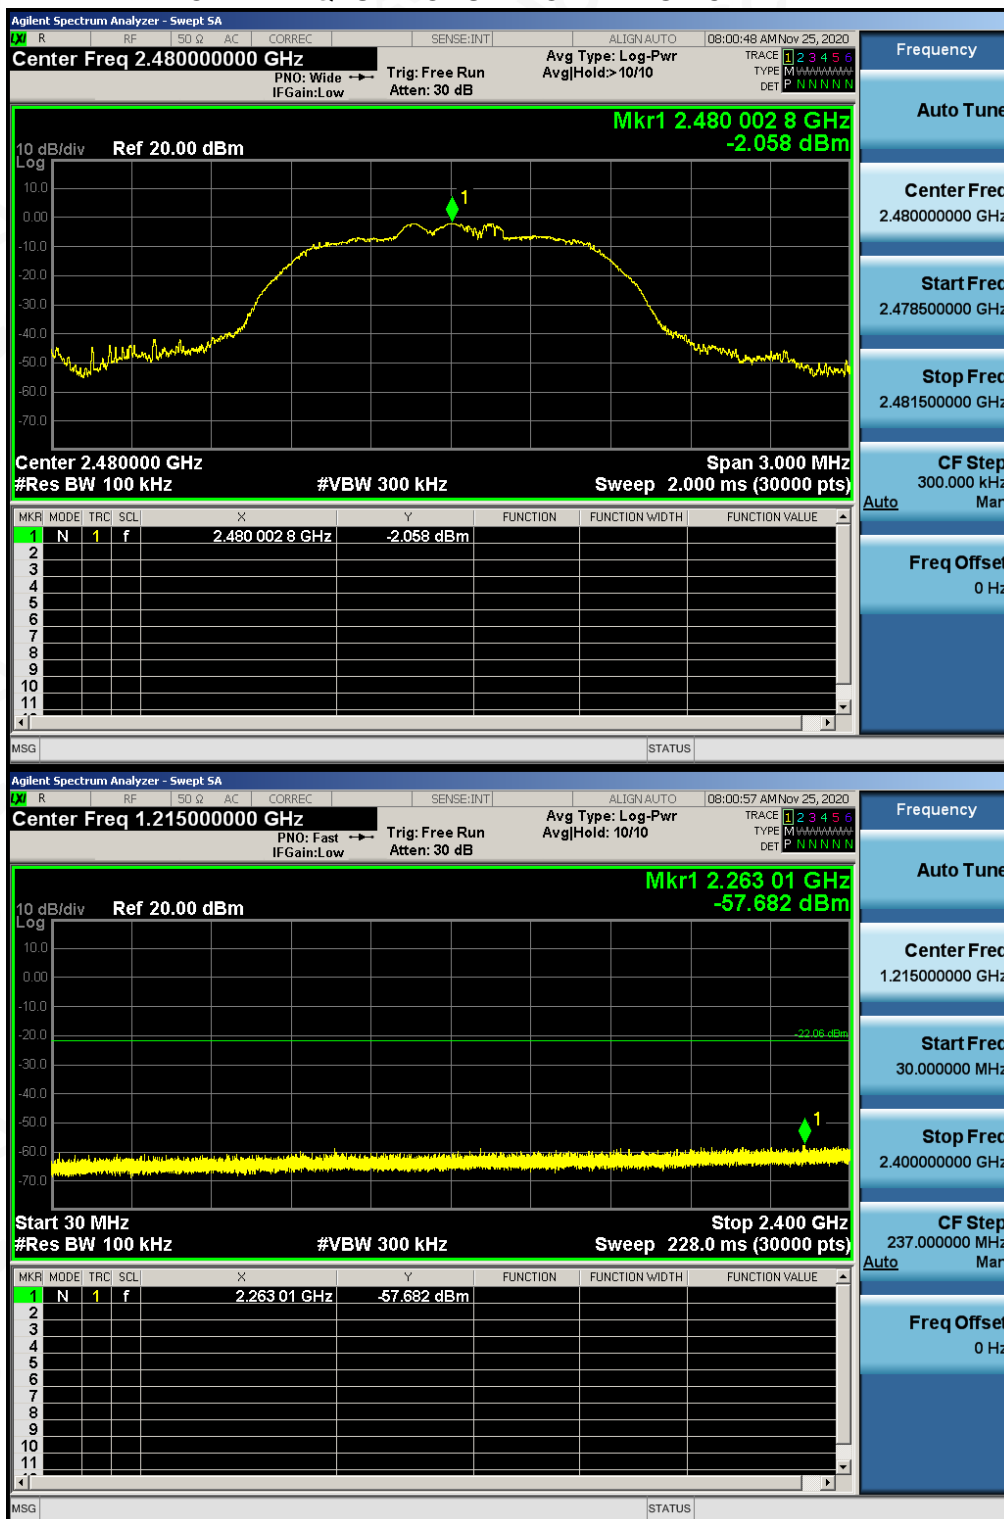 Agilent Spectrum Analyzer - Swept SA
LXI R RF 50 Ω AC CORREC SENSE:INT ALIGN AUTO 08:00:48 AM Nov 25, 2020
Center Freq 2.480000000 GHz
PNO: Wide
IFGain:Low
Trig: Free Run
Atten: 30 dB
Avg Type: Log-Pwr
Avg|Hold:>10/10
TRACE 1 2 3 4 5 6
TYPE M
DET P N N N N N
Mkr1 2.480 002 8 GHz
-2.058 dBm
10 dB/div Ref 20.00 dBm
Log
10.0
0.00
-10.0
-20.0
-30.0
-40.0
-50.0
-60.0
-70.0
1
Center 2.480000 GHz Span 3.000 MHz
#Res BW 100 kHz #VBW 300 kHz Sweep 2.000 ms (30000 pts)
MKR MODE TRC SCL X Y FUNCTION FUNCTION WIDTH FUNCTION VALUE
1 N 1 f 2.480 002 8 GHz -2.058 dBm
2
3
4
5
6
7
8
9
10
11
MSG STATUS
Frequency
Auto Tune
Center Freq
2.480000000 GHz
Start Freq
2.478500000 GHz
Stop Freq
2.481500000 GHz
CF Step
300.000 kHz
Auto Man
Freq Offset
0 Hz
Agilent Spectrum Analyzer - Swept SA
LXI R RF 50 Ω AC CORREC SENSE:INT ALIGN AUTO 08:00:57 AM Nov 25, 2020
Center Freq 1.215000000 GHz
PNO: Fast
IFGain:Low
Trig: Free Run
Atten: 30 dB
Avg Type: Log-Pwr
Avg|Hold: 10/10
TRACE 1 2 3 4 5 6
TYPE M
DET P N N N N N
Mkr1 2.263 01 GHz
-57.682 dBm
10 dB/div Ref 20.00 dBm
Log
10.0
0.00
-10.0
-20.0
-30.0
-40.0
-50.0
-60.0
-70.0
-22.06 dBm
1
Start 30 MHz Stop 2.400 GHz
#Res BW 100 kHz #VBW 300 kHz Sweep 228.0 ms (30000 pts)
MKR MODE TRC SCL X Y FUNCTION FUNCTION WIDTH FUNCTION VALUE
1 N 1 f 2.263 01 GHz -57.682 dBm
2
3
4
5
6
7
8
9
10
11
MSG STATUS
Frequency
Auto Tune
Center Freq
1.215000000 GHz
Start Freq
30.000000 MHz
Stop Freq
2.400000000 GHz
CF Step
237.000000 MHz
Auto Man
Freq Offset
0 Hz